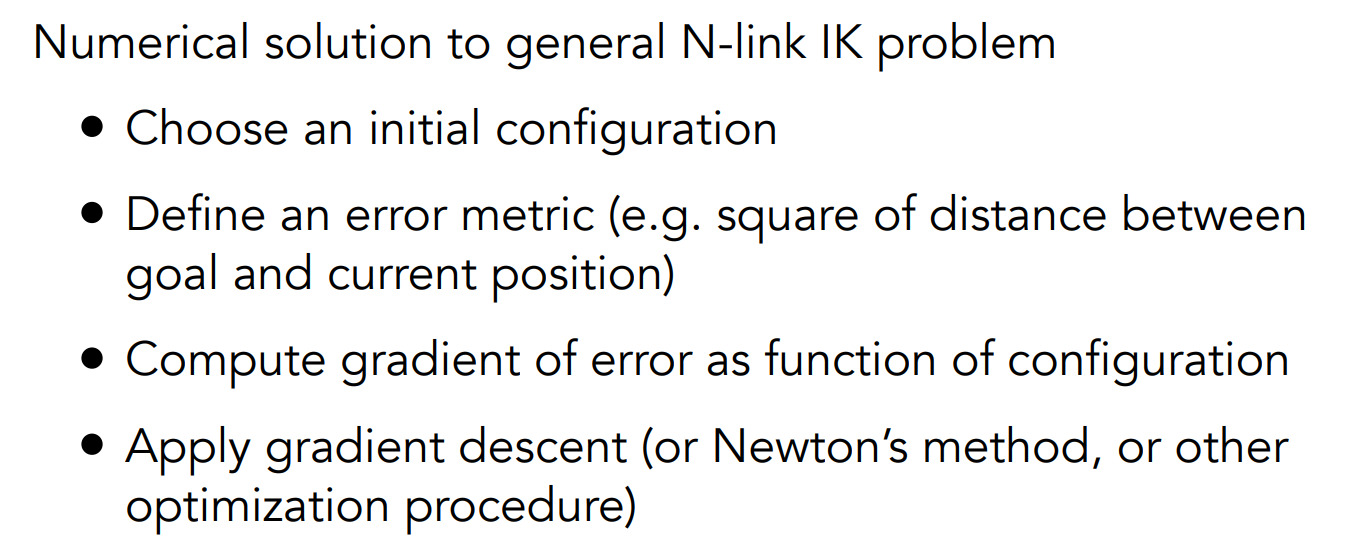 Numerical solution to general N-link IK problem
● Choose an initial configuration
● Define an error metric (e.g. square of distance between
goal and current position)
● Compute gradient of error as function of configuration
● Apply gradient descent (or Newton’s method, or other
optimization procedure)